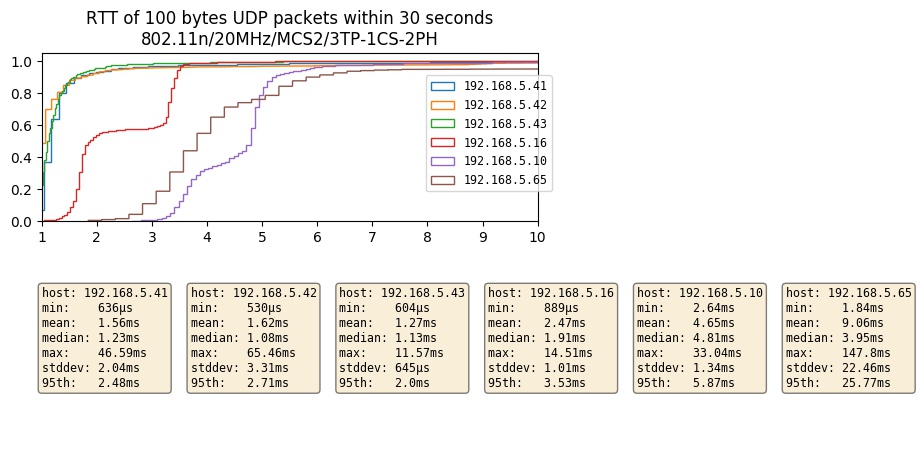 RTT of 100 bytes UDP packets within 30 seconds
802.11n/20MHz/MCS2/3TP-1CS-2PH
1.0
0.8
0.6
0.4
0.2
0.0
1 2 3 4 5 6 7 8 9 10
192.168.5.41
192.168.5.42
192.168.5.43
192.168.5.16
192.168.5.10
192.168.5.65
host: 192.168.5.41
min: 636µs
mean: 1.56ms
median: 1.23ms
max: 46.59ms
stddev: 2.04ms
95th: 2.48ms
host: 192.168.5.42
min: 530µs
mean: 1.62ms
median: 1.08ms
max: 65.46ms
stddev: 3.31ms
95th: 2.71ms
host: 192.168.5.43
min: 604µs
mean: 1.27ms
median: 1.13ms
max: 11.57ms
stddev: 645µs
95th: 2.0ms
host: 192.168.5.16
min: 889µs
mean: 2.47ms
median: 1.91ms
max: 14.51ms
stddev: 1.01ms
95th: 3.53ms
host: 192.168.5.10
min: 2.64ms
mean: 4.65ms
median: 4.81ms
max: 33.04ms
stddev: 1.34ms
95th: 5.87ms
host: 192.168.5.65
min: 1.84ms
mean: 9.06ms
median: 3.95ms
max: 147.8ms
stddev: 22.46ms
95th: 25.77ms